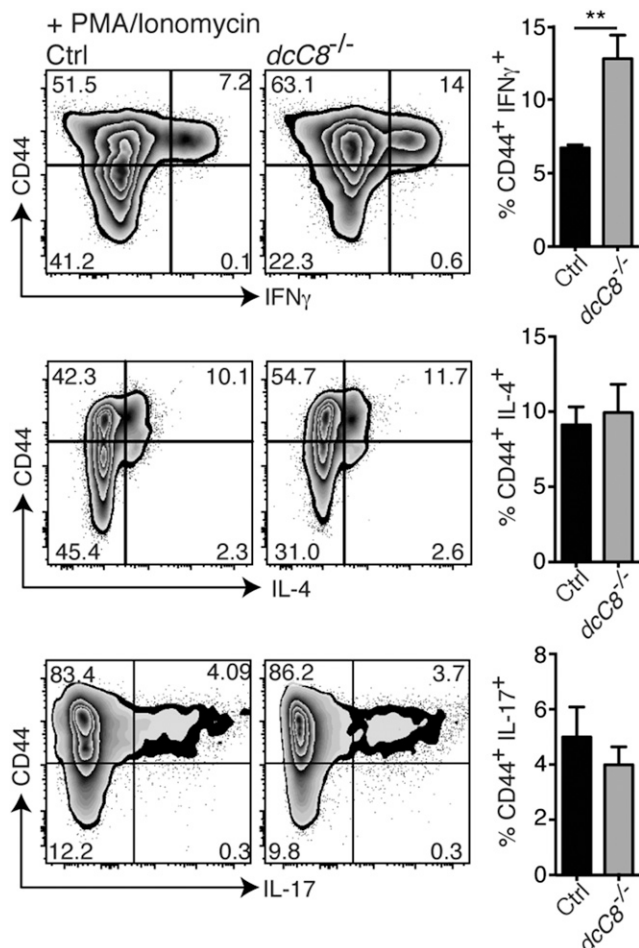 + PMA/Ionomycin
Ctrl
dcC8-/-
51.5 7.2
63.1 14
41.2 0.1
22.3 0.6
CD44
IFNγ
% CD44+ IFNγ+
15
10
5
0
**
Ctrl
dcC8-/-
42.3 10.1
54.7 11.7
45.4 2.3
31.0 2.6
CD44
IL-4
% CD44+ IL-4+
15
10
5
0
Ctrl
dcC8-/-
83.4 4.09
86.2 3.7
12.2 0.3
9.8 0.3
CD44
IL-17
% CD44+ IL-17+
8
6
4
2
0
Ctrl
dcC8-/-